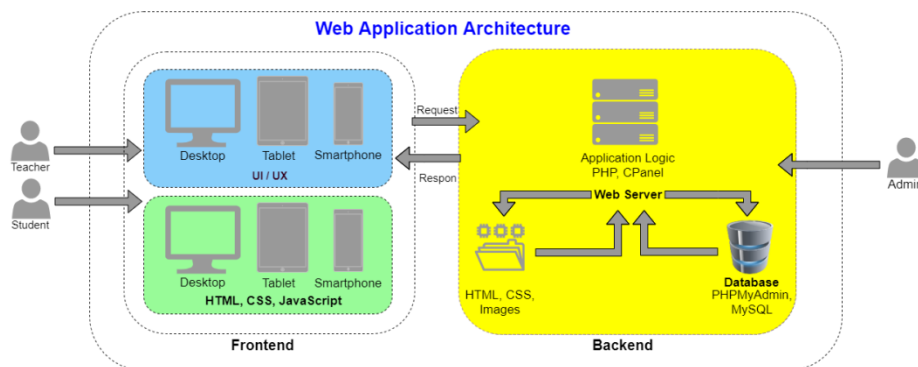 Web Application Architecture
Teacher
Student
Desktop
Tablet
Smartphone
UI / UX
Desktop
Tablet
Smartphone
HTML, CSS, JavaScript
Frontend
Request
Respon
Application Logic
PHP, CPanel
Web Server
HTML, CSS,
Images
Database
PHPMyAdmin,
MySQL
Backend
Admin